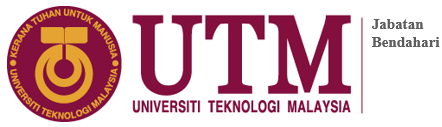 • KERANA TUHAN UNTUK MANUSIA •
UNIVERSITI TEKNOLOGI MALAYSIA
UTM
UNIVERSITI TEKNOLOGI MALAYSIA
Jabatan
Bendahari